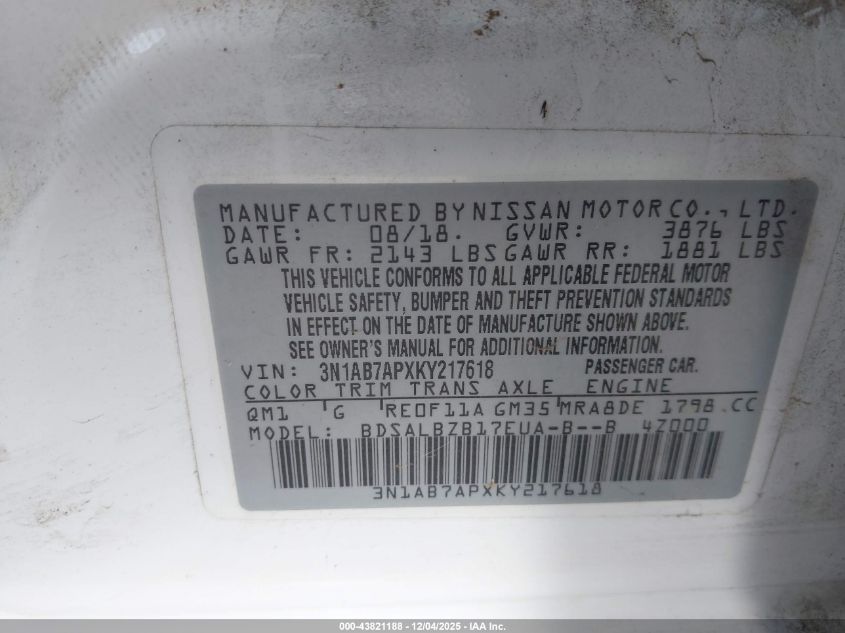 MANUFACTURED BY NISSAN MOTOR CO., LTD.
DATE: 08/18. GVWR: 3876 LBS
GAWR FR: 2143 LBS GAWR RR: 1881 LBS
THIS VEHICLE CONFORMS TO ALL APPLICABLE FEDERAL MOTOR
VEHICLE SAFETY, BUMPER AND THEFT PREVENTION STANDARDS
IN EFFECT ON THE DATE OF MANUFACTURE SHOWN ABOVE.
SEE OWNER'S MANUAL FOR ADDITIONAL INFORMATION.
VIN: 3N1AB7APXKY217618 PASSENGER CAR.
COLOR TRIM TRANS AXLE ENGINE
QM1 G RE0F11A GM35 MRA8DE 1798 CC
MODEL: BDSALBZB17EUA-B--B 4Z000
3N1AB7APXKY217618
000-43821188 - 12/04/2025 - IAA Inc.